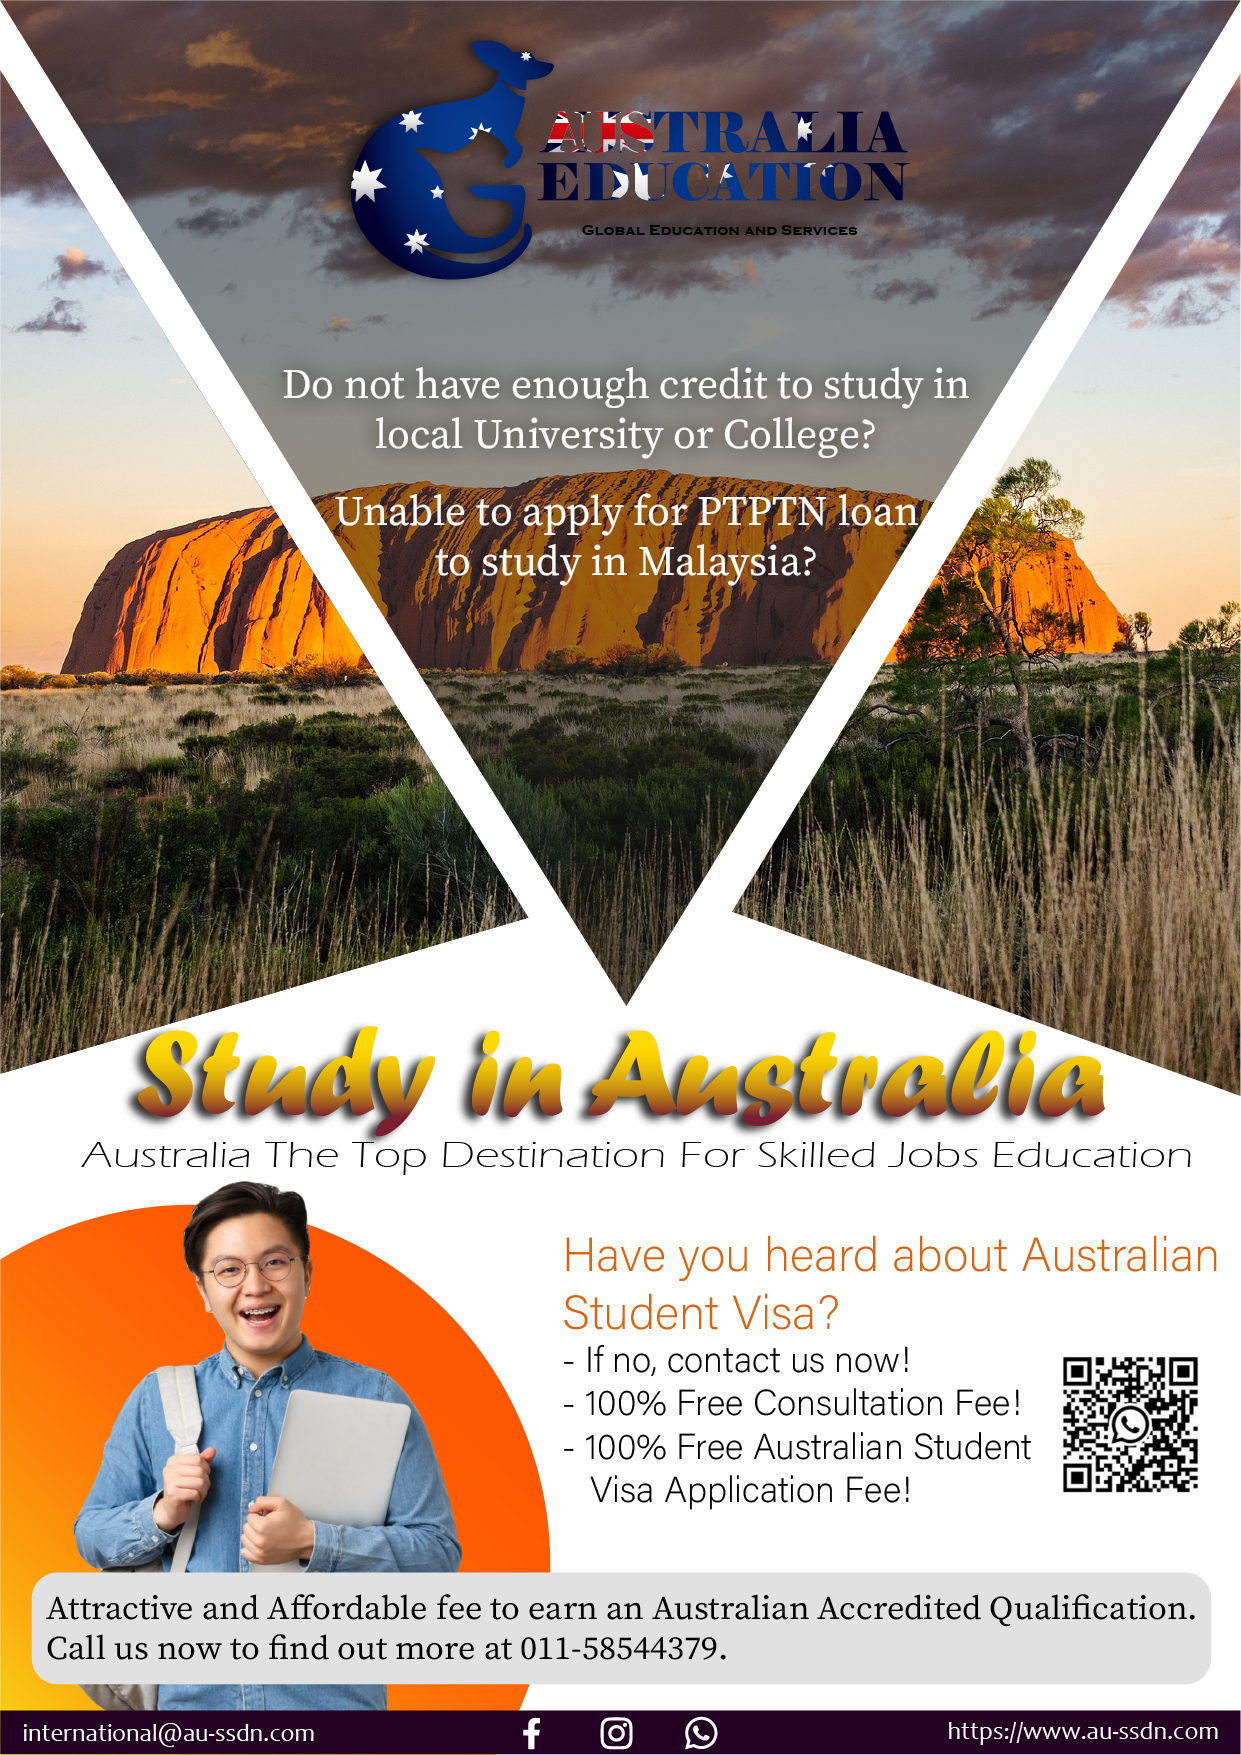 AUSTRALIA
EDUCATION
GLOBAL EDUCATION AND SERVICES
Do not have enough credit to study in
local University or College?
Unable to apply for PTPTN loan
to study in Malaysia?
Study in Australia
Australia The Top Destination For Skilled Jobs Education
Have you heard about Australian
Student Visa?
- If no, contact us now!
- 100% Free Consultation Fee!
- 100% Free Australian Student
Visa Application Fee!
Attractive and Affordable fee to earn an Australian Accredited Qualification.
Call us now to find out more at 011-58544379.
international@au-ssdn.com
https://www.au-ssdn.com